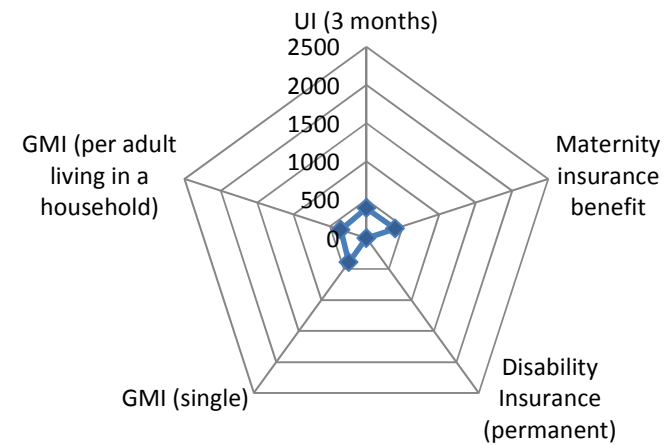 UI (3 months)
2500
2000
1500
1000
500
0
Maternity
insurance
benefit
Disability
Insurance
(permanent)
GMI (single)
GMI (per adult
living in a
household)